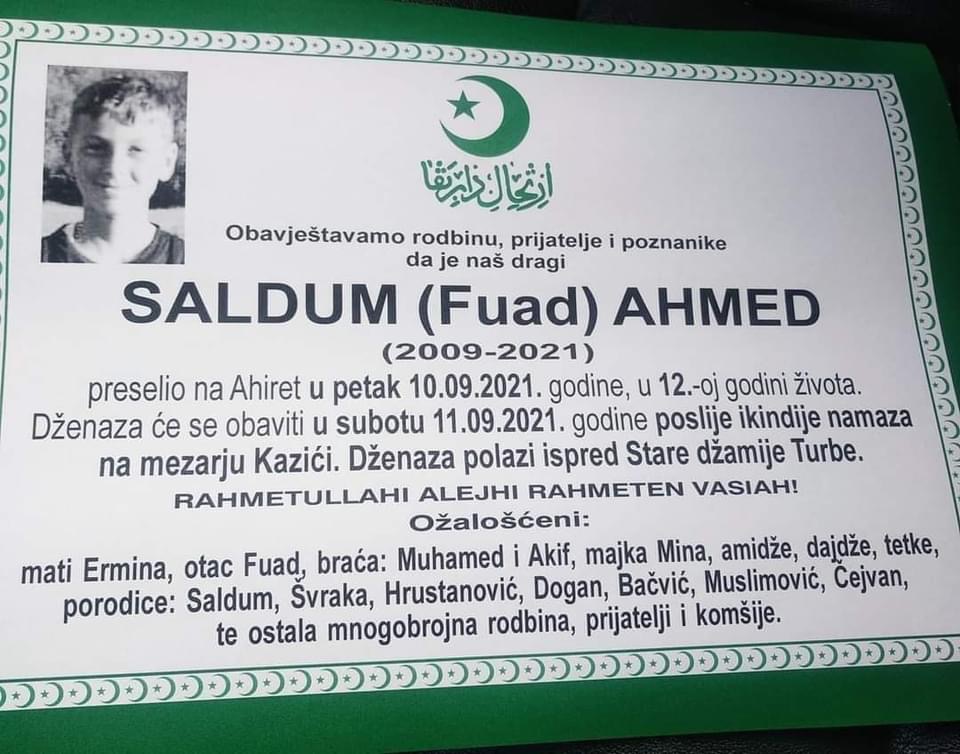 ارتحال دار بقا
Obavještavamo rodbinu, prijatelje i poznanike
da je naš dragi
SALDUM (Fuad) AHMED
(2009-2021)
preselio na Ahiret u petak 10.09.2021. godine, u 12.-oj godini života.
Dženaza će se obaviti u subotu 11.09.2021. godine poslije ikindije namaza
na mezarju Kazići. Dženaza polazi ispred Stare džamije Turbe.
RAHMETULLAHI ALEJHI RAHMETEN VASIAH!
Ožalošćeni:
mati Ermina, otac Fuad, braća: Muhamed i Akif, majka Mina, amidže, dajdže, tetke,
porodice: Saldum, Švraka, Hrustanović, Dogan, Bačvić, Muslimović, Čejvan,
te ostala mnogobrojna rodbina, prijatelji i komšije.